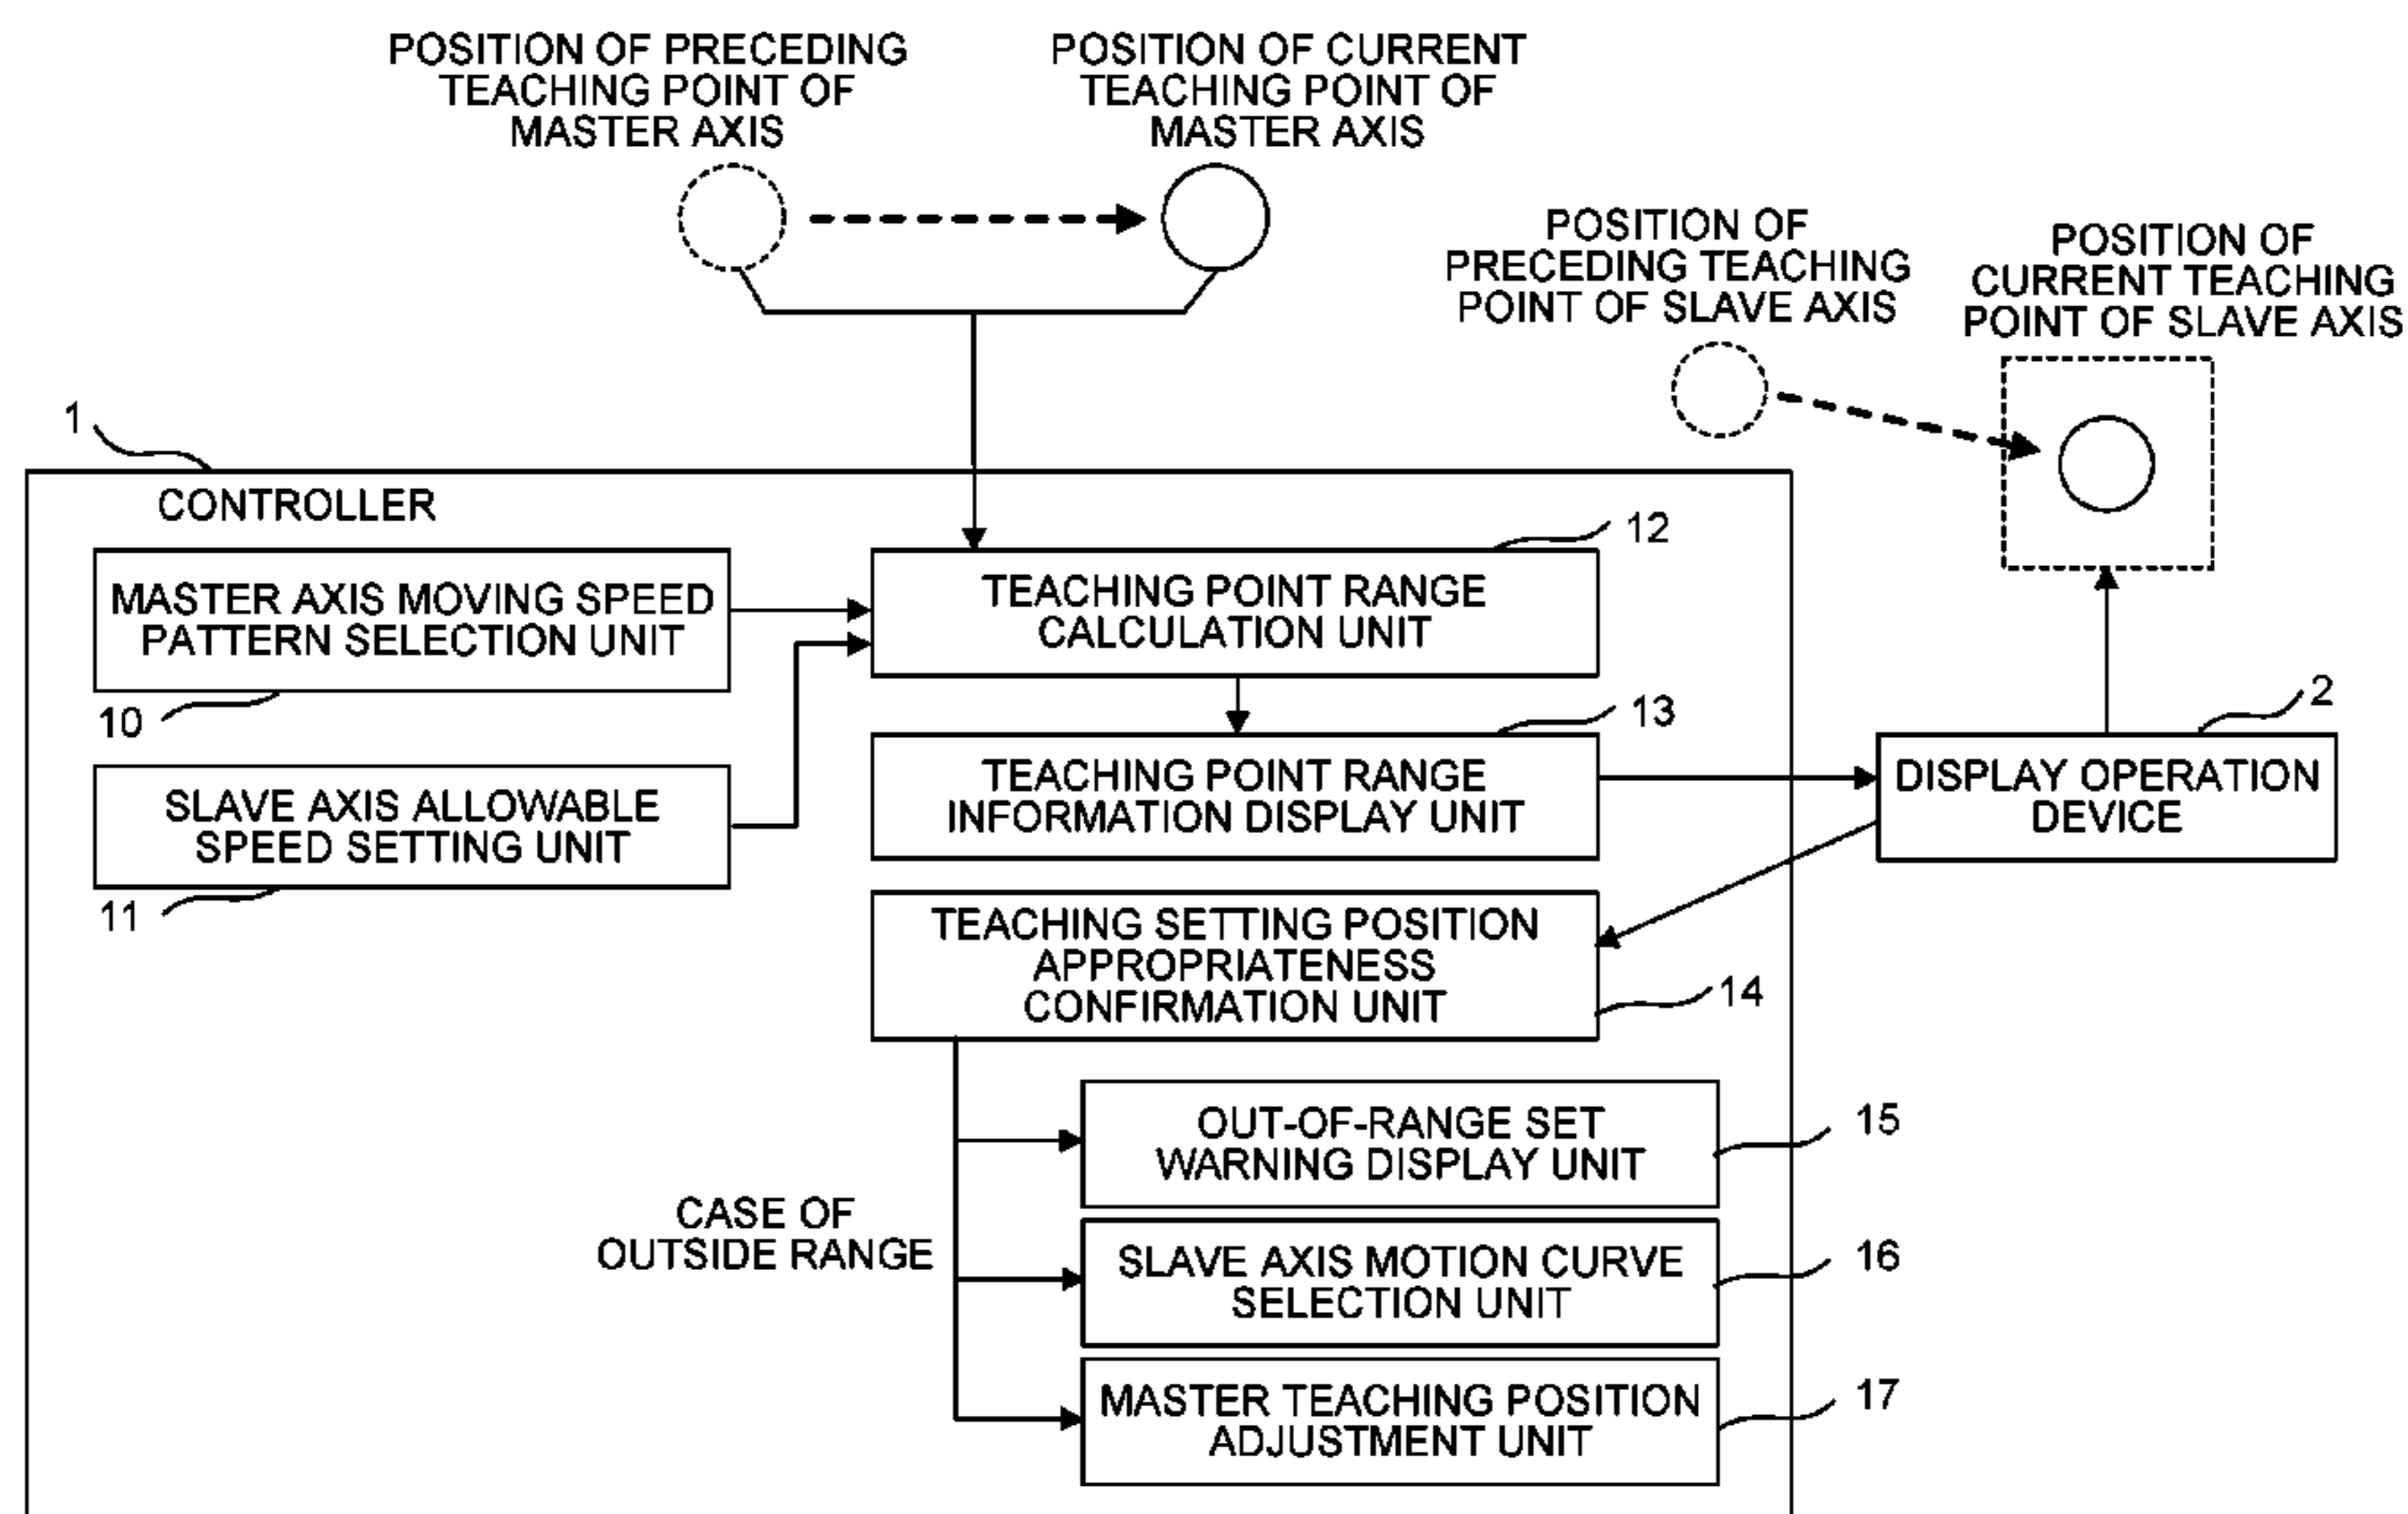 POSITION OF PRECEDING
TEACHING POINT OF
MASTER AXIS
POSITION OF CURRENT
TEACHING POINT OF
MASTER AXIS
POSITION OF
PRECEDING TEACHING
POINT OF SLAVE AXIS
POSITION OF
CURRENT TEACHING
POINT OF SLAVE AXIS
1
CONTROLLER
MASTER AXIS MOVING SPEED
PATTERN SELECTION UNIT
10
SLAVE AXIS ALLOWABLE
SPEED SETTING UNIT
11
12
TEACHING POINT RANGE
CALCULATION UNIT
13
TEACHING POINT RANGE
INFORMATION DISPLAY UNIT
2
DISPLAY OPERATION
DEVICE
TEACHING SETTING POSITION
APPROPRIATENESS
CONFIRMATION UNIT
14
CASE OF
OUTSIDE RANGE
OUT-OF-RANGE SET
WARNING DISPLAY UNIT
15
SLAVE AXIS MOTION CURVE
SELECTION UNIT
16
MASTER TEACHING POSITION
ADJUSTMENT UNIT
17